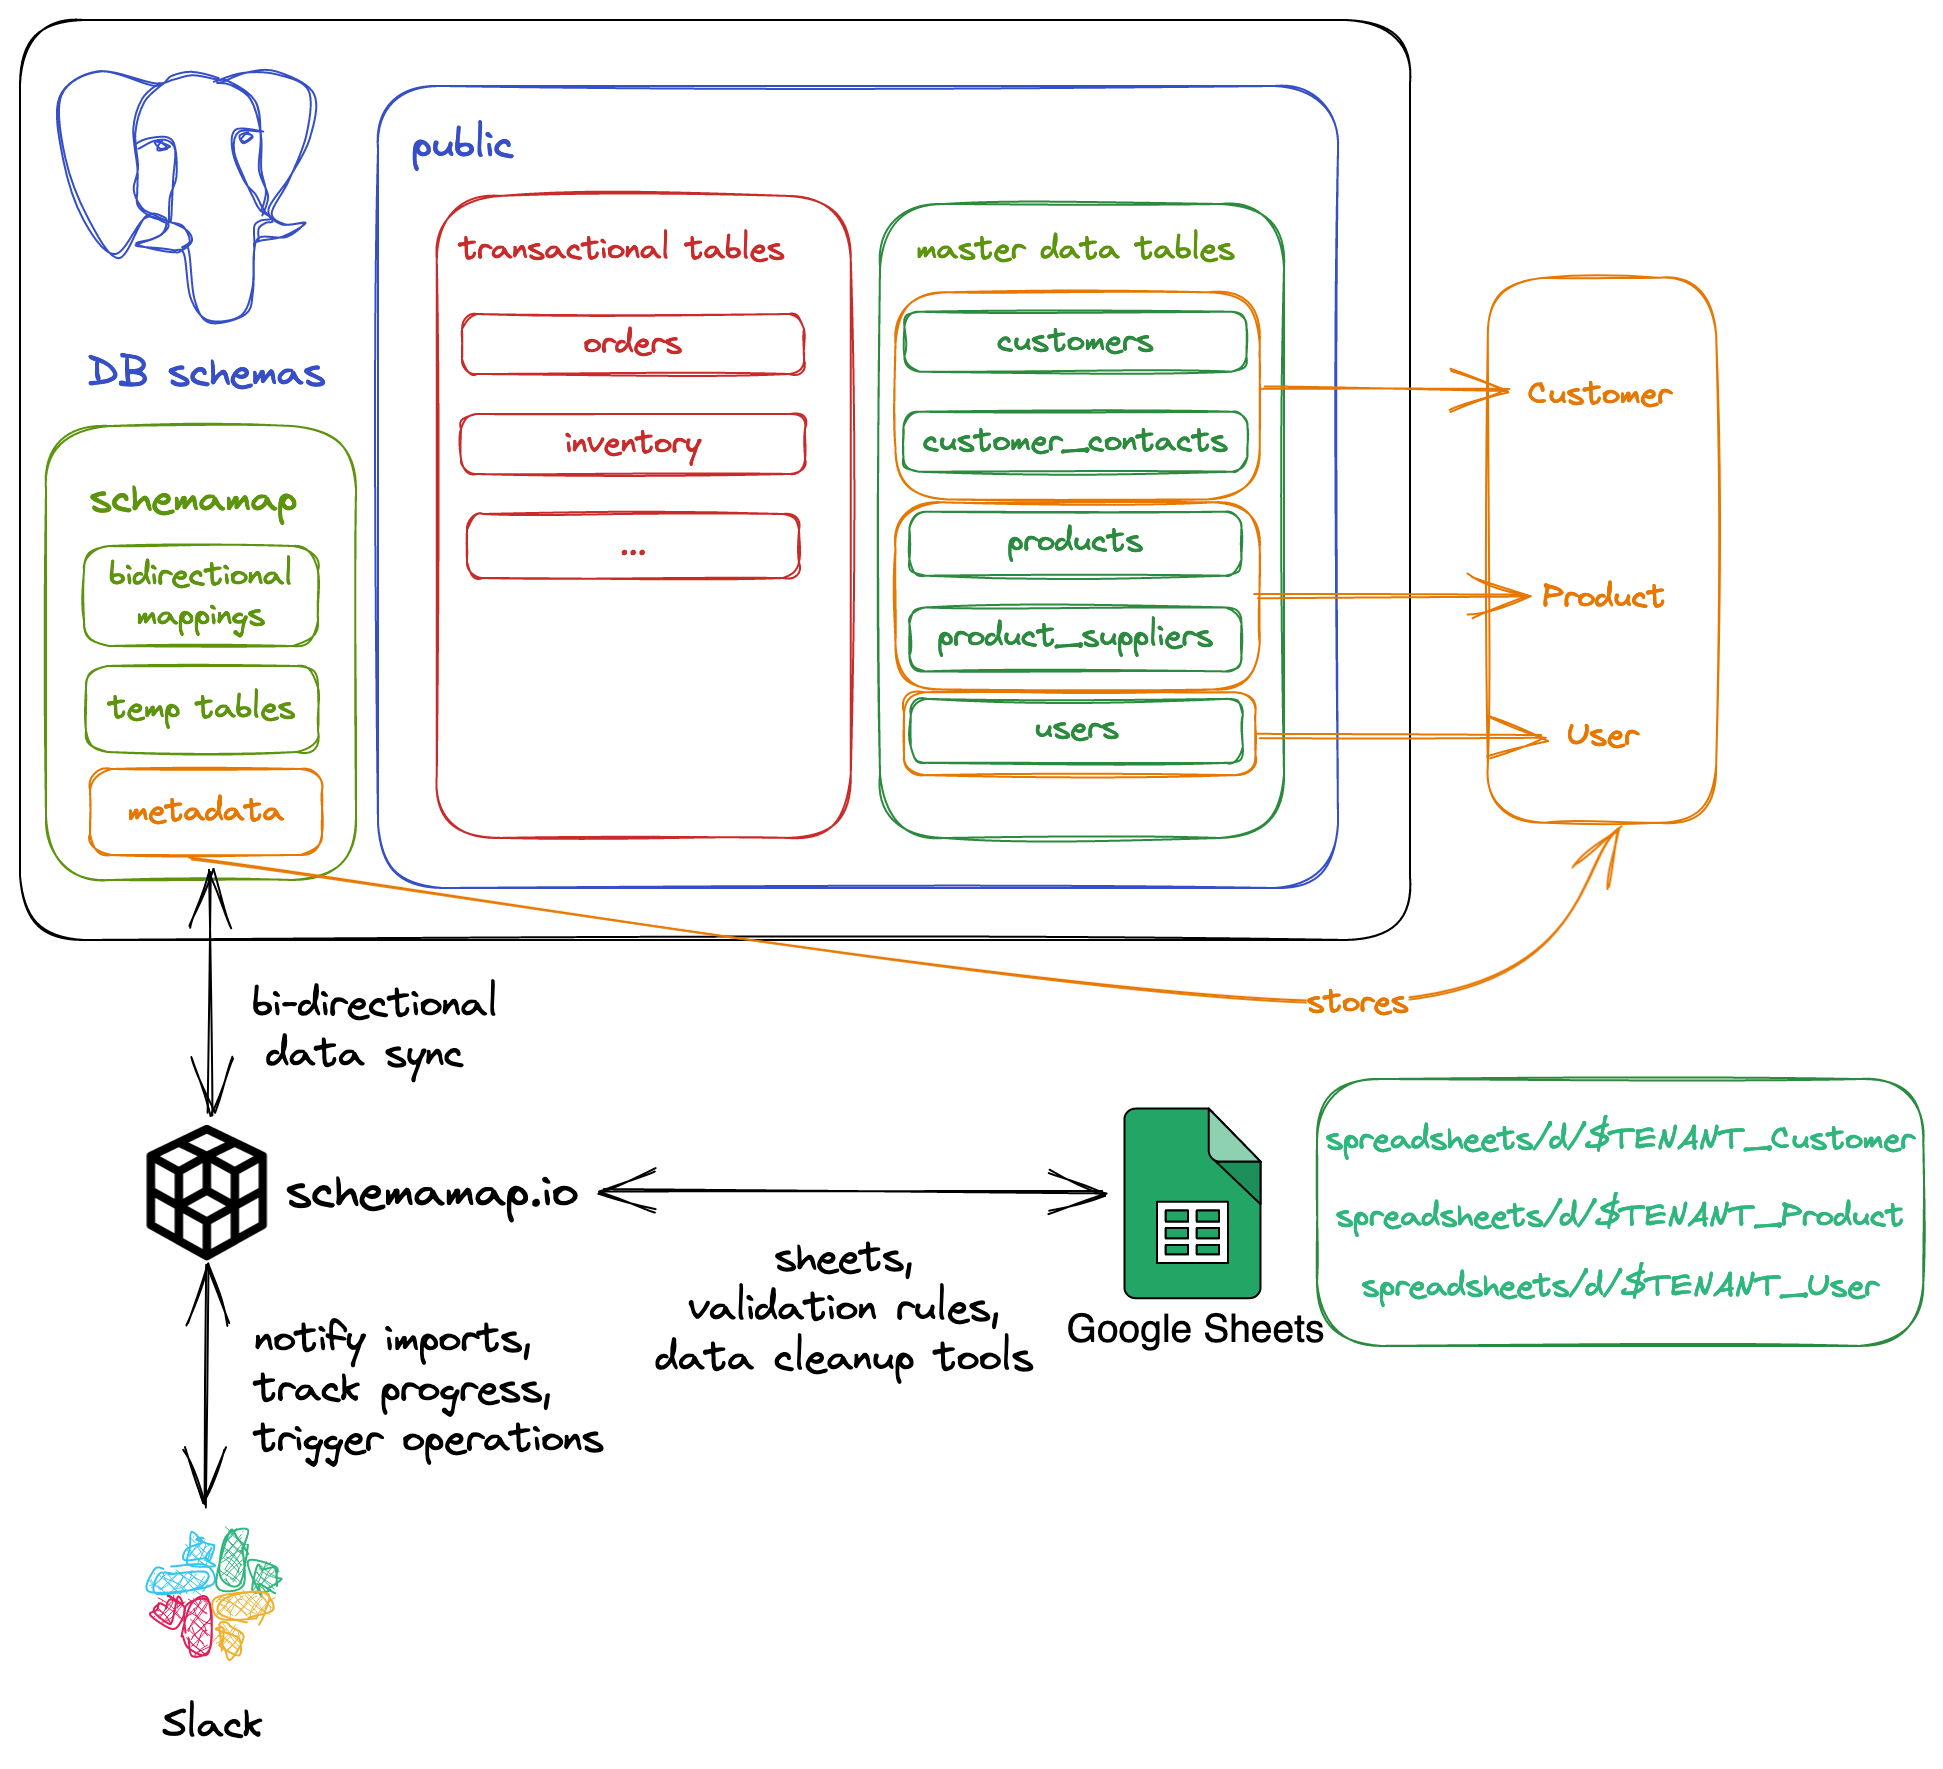 public
transactional tables
master data tables
orders
customers
DB schemas
Customer
inventory
customer_contacts
schemamap
...
products
bidirectional
mappings
Product
product_suppliers
temp tables
users
User
metadata
stores
bi-directional
data sync
schemamap.io
sheets,
validation rules,
data cleanup tools
Google Sheets
spreadsheets/d/$TENANT_Customer
spreadsheets/d/$TENANT_Product
spreadsheets/d/$TENANT_User
notify imports,
track progress,
trigger operations
Slack